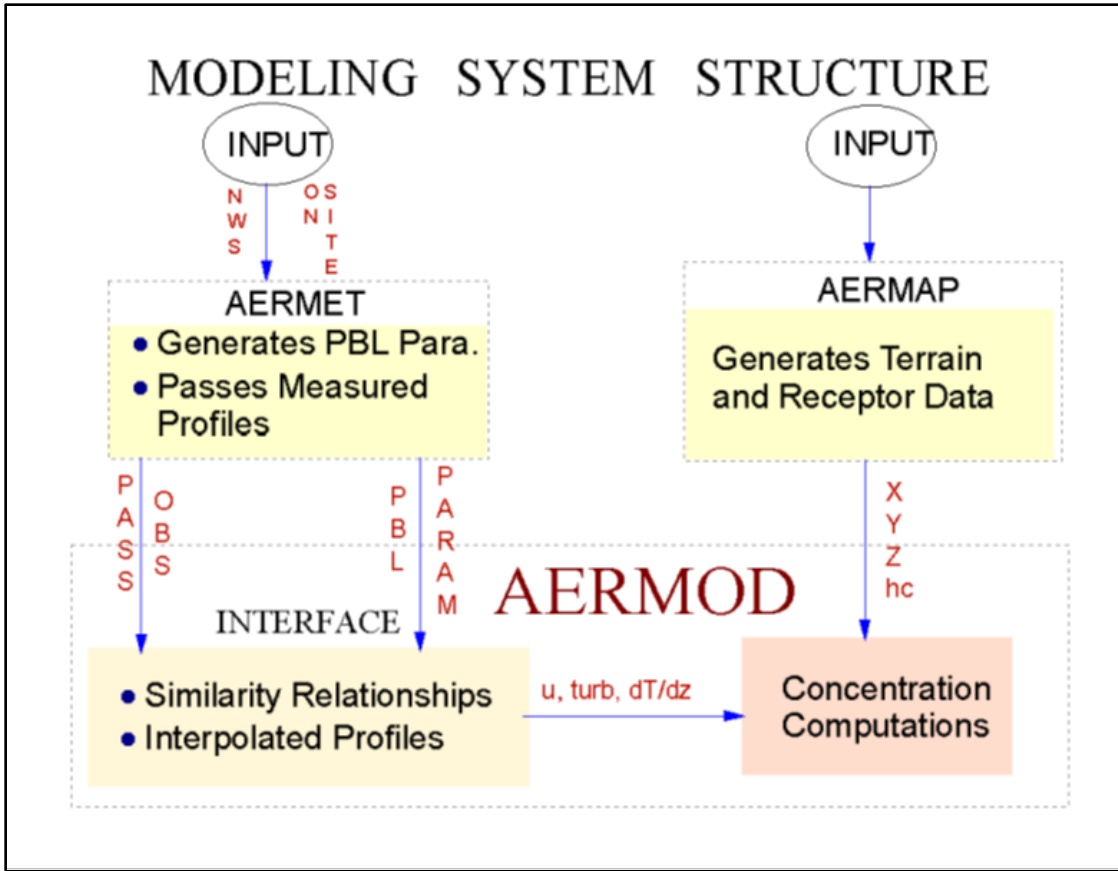 MODELING SYSTEM STRUCTURE
INPUT
INPUT
NWS
ON
SITE
AERMET
• Generates PBL Para.
• Passes Measured
Profiles
AERMAP
Generates Terrain
and Receptor Data
PASS
OBS
PBL
PARAM
X
Y
Z
hc
AERMOD
INTERFACE
• Similarity Relationships
• Interpolated Profiles
u, turb, dT/dz
Concentration
Computations